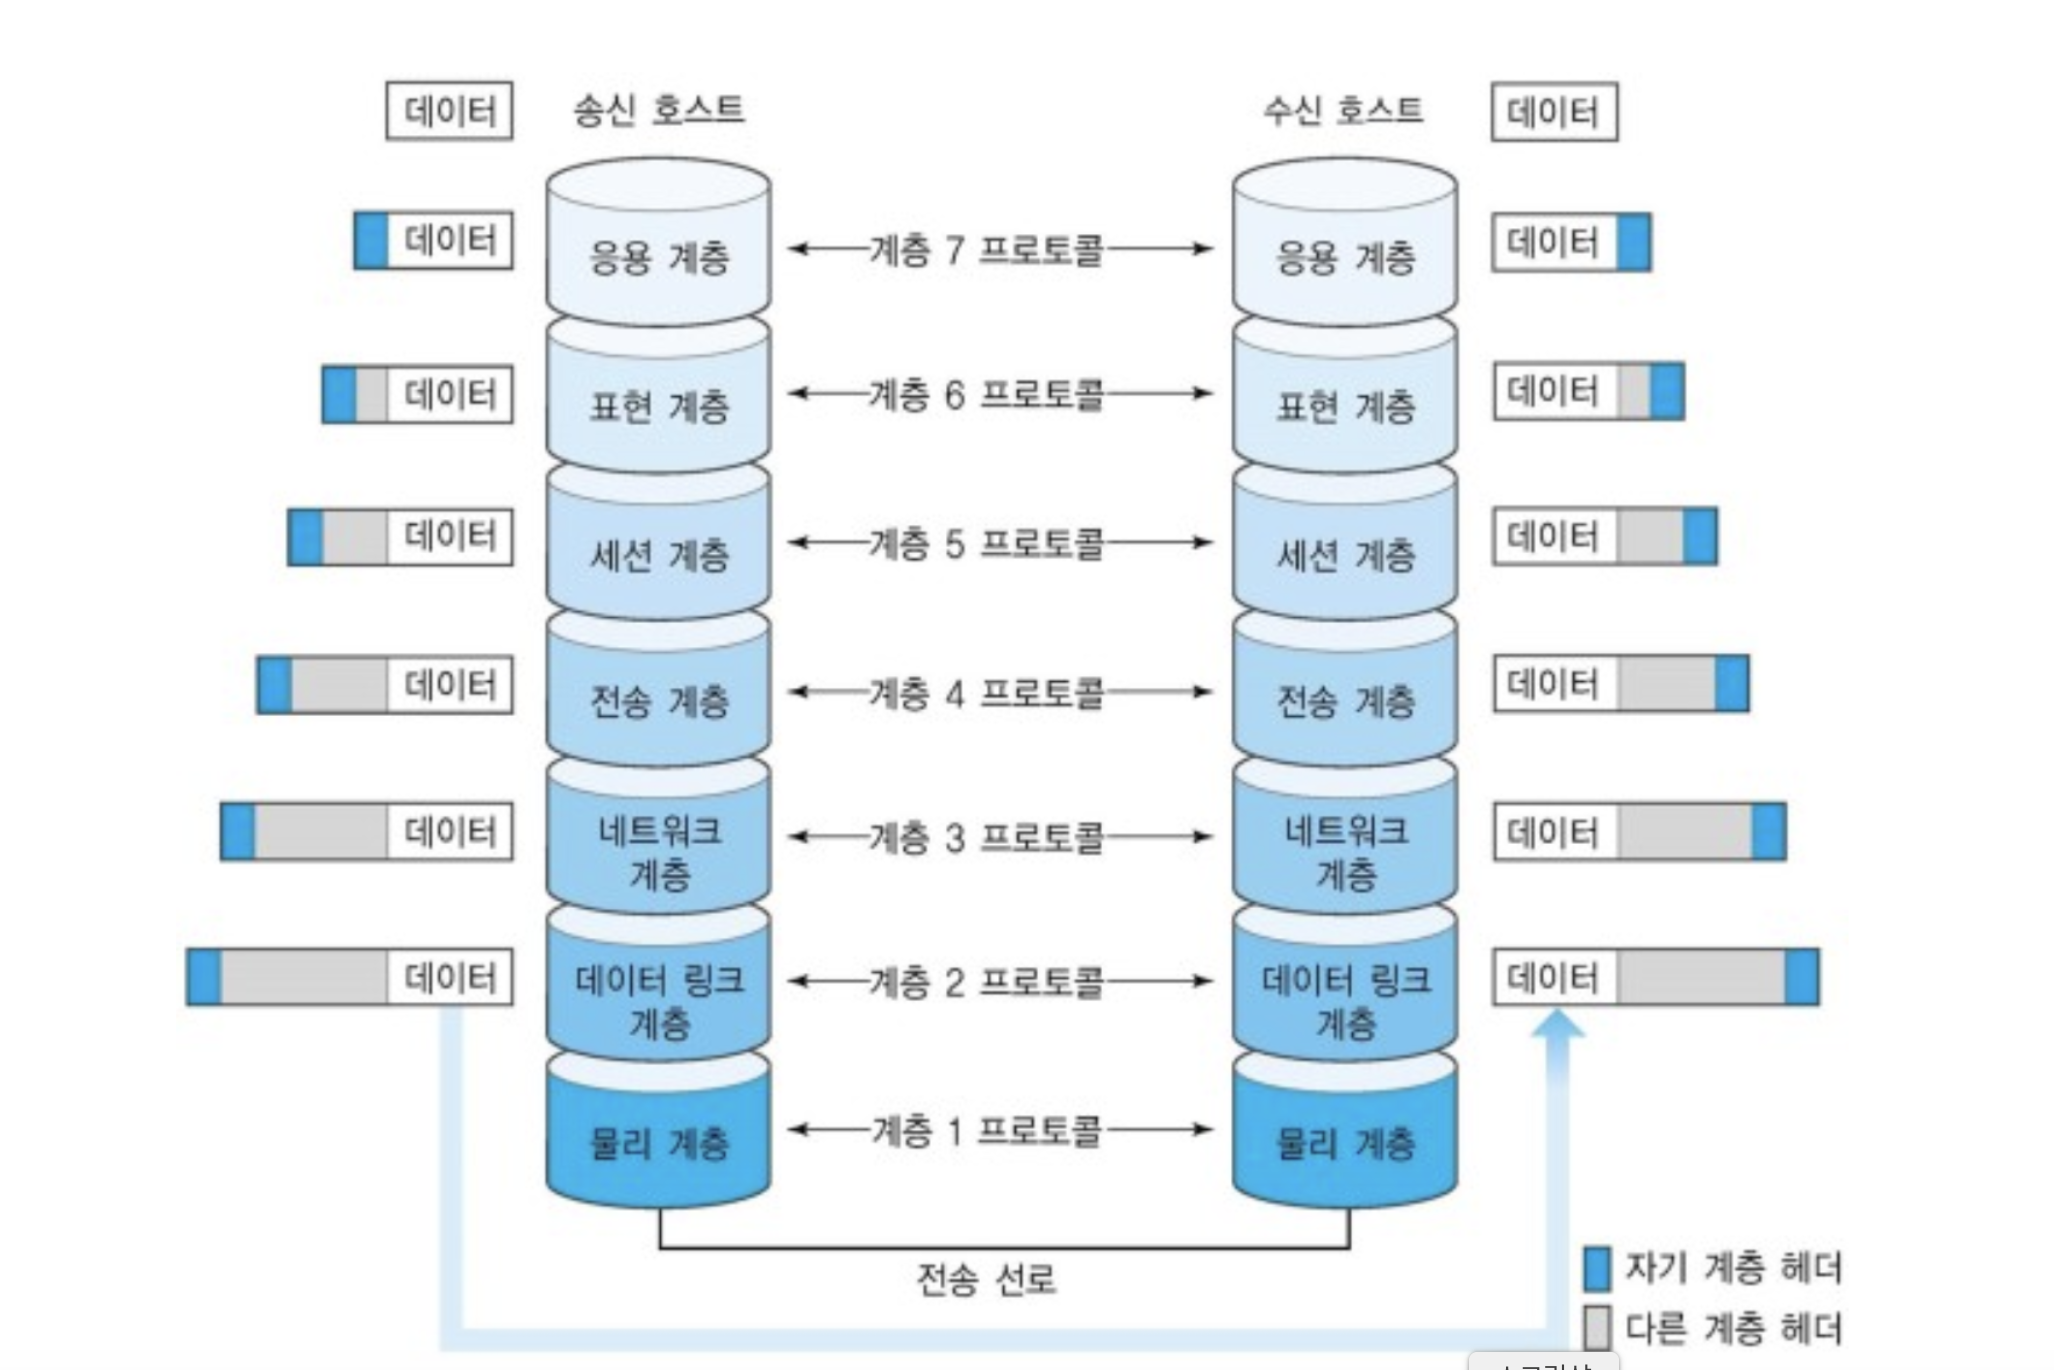 데이터
송신 호스트
수신 호스트
데이터
데이터
응용 계층
계층 7 프로토콜
응용 계층
데이터
데이터
표현 계층
계층 6 프로토콜
표현 계층
데이터
데이터
세션 계층
계층 5 프로토콜
세션 계층
데이터
데이터
전송 계층
계층 4 프로토콜
전송 계층
데이터
데이터
네트워크
계층
계층 3 프로토콜
네트워크
계층
데이터
데이터
데이터 링크
계층
계층 2 프로토콜
데이터 링크
계층
데이터
물리 계층
계층 1 프로토콜
물리 계층
전송 선로
자기 계층 헤더
다른 계층 헤더